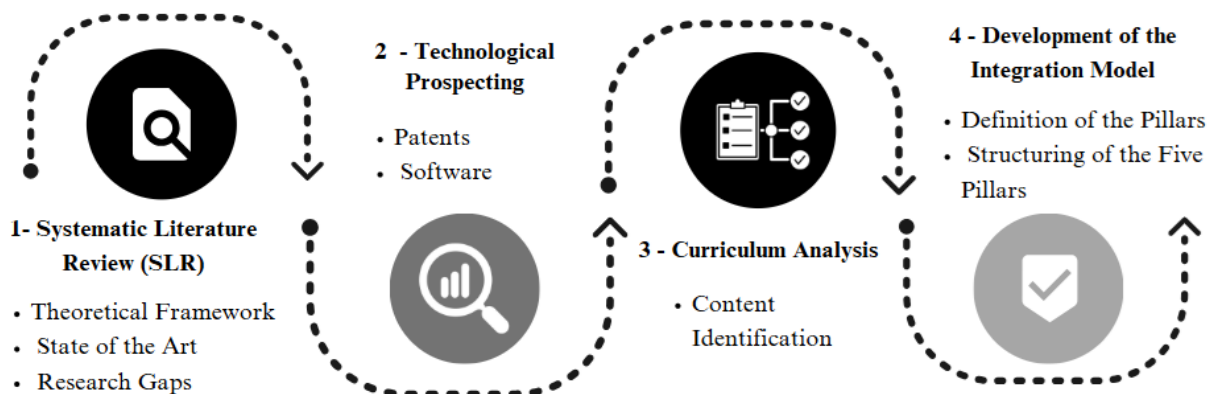 1- Systematic Literature
Review (SLR)
• Theoretical Framework
• State of the Art
• Research Gaps
2 - Technological
Prospecting
• Patents
• Software
3 - Curriculum Analysis
• Content
Identification
4 - Development of the
Integration Model
• Definition of the Pillars
• Structuring of the Five
Pillars